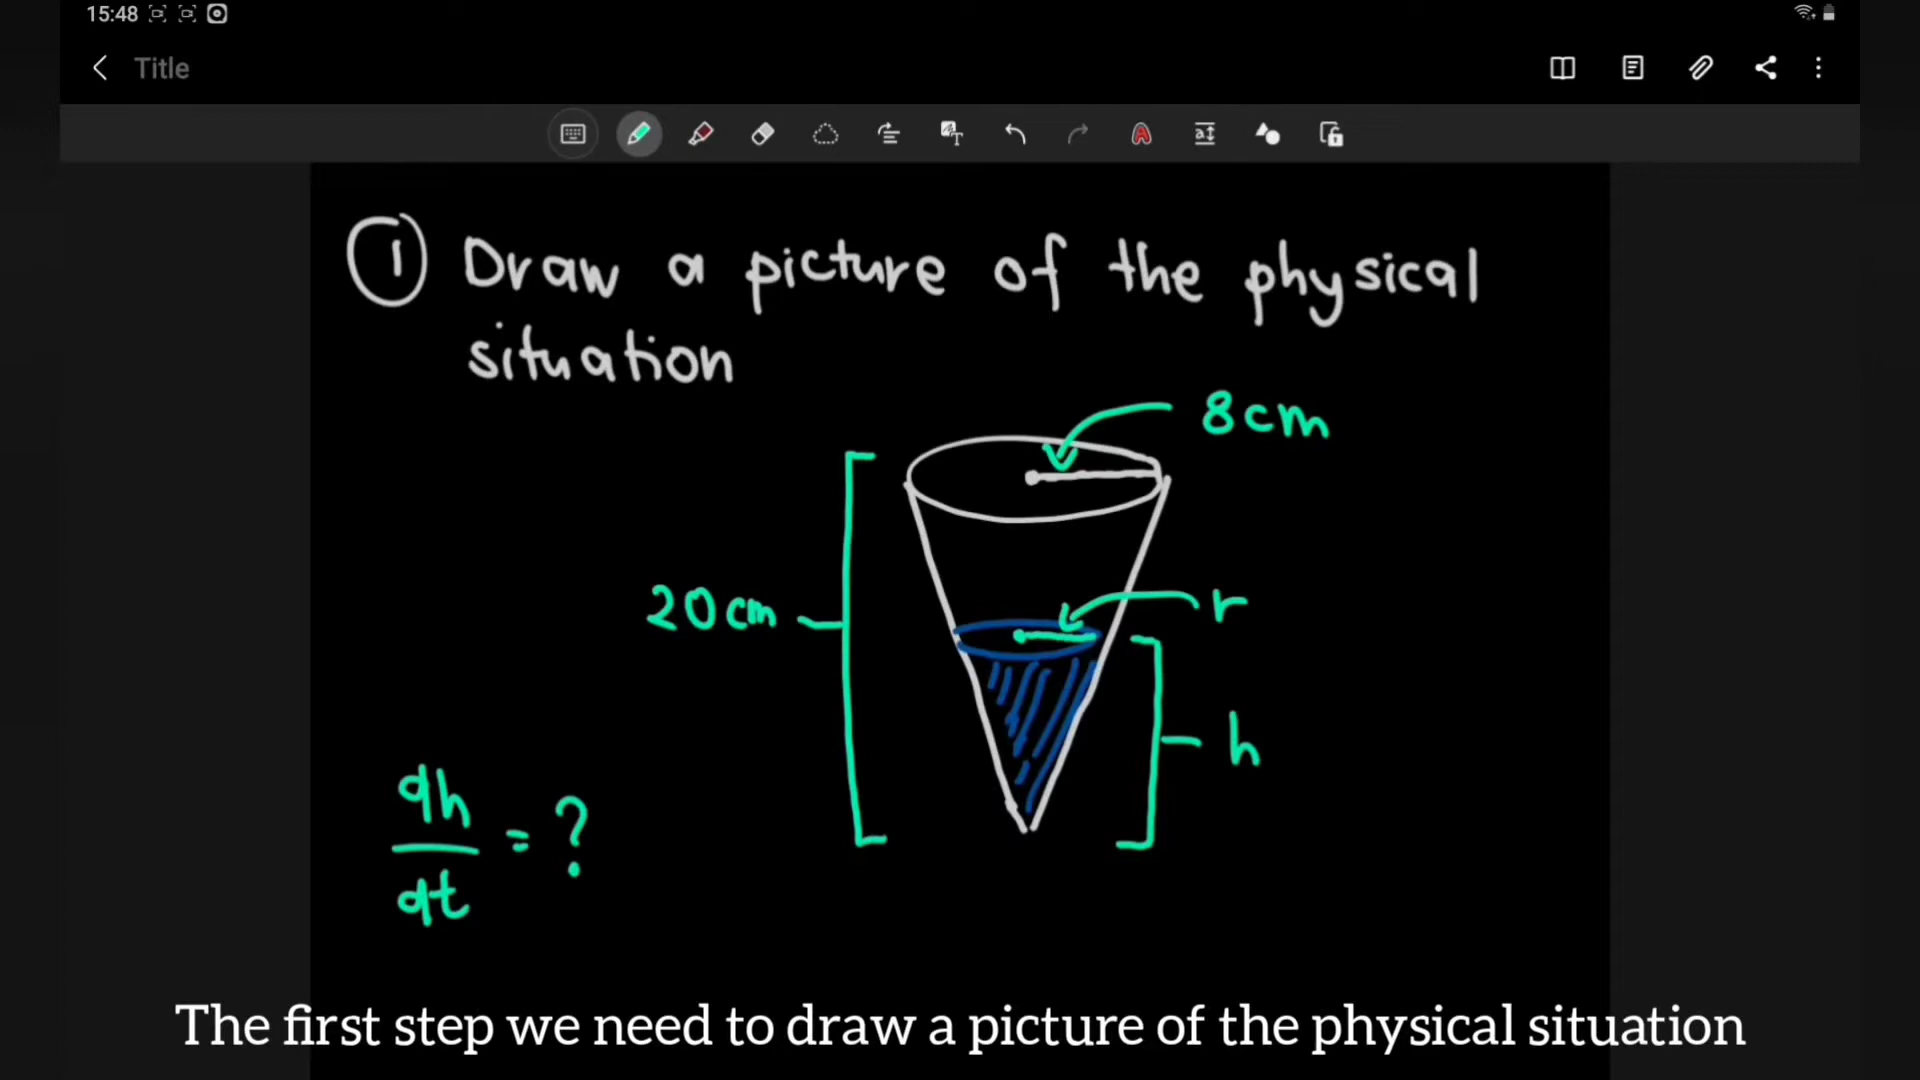 15:48
Title
① Draw a picture of the physical
situation
8cm
20cm
r
h
dh
dt
= ?
The first step we need to draw a picture of the physical situation